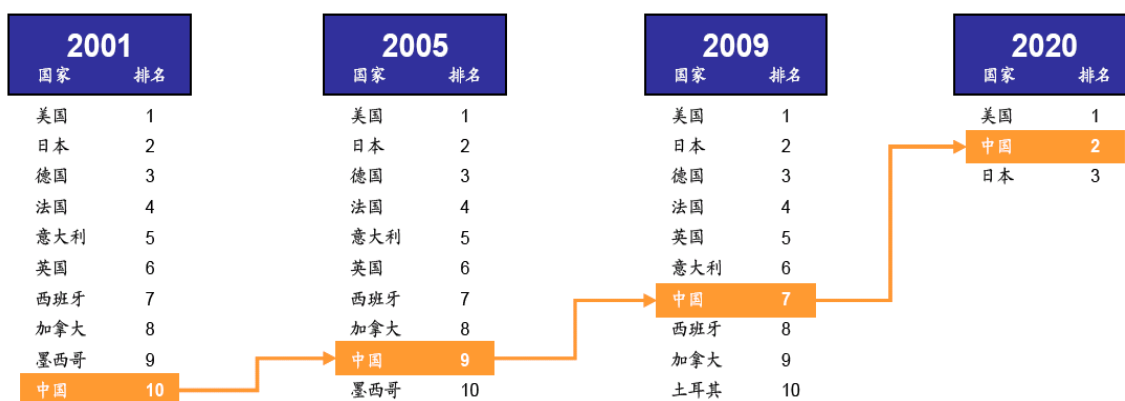 2001
国家 排名
美国 1
日本 2
德国 3
法国 4
意大利 5
英国 6
西班牙 7
加拿大 8
墨西哥 9
中国 10
2005
国家 排名
美国 1
日本 2
德国 3
法国 4
意大利 5
英国 6
西班牙 7
加拿大 8
中国 9
墨西哥 10
2009
国家 排名
美国 1
日本 2
德国 3
法国 4
英国 5
意大利 6
中国 7
西班牙 8
加拿大 9
土耳其 10
2020
国家 排名
美国 1
中国 2
日本 3